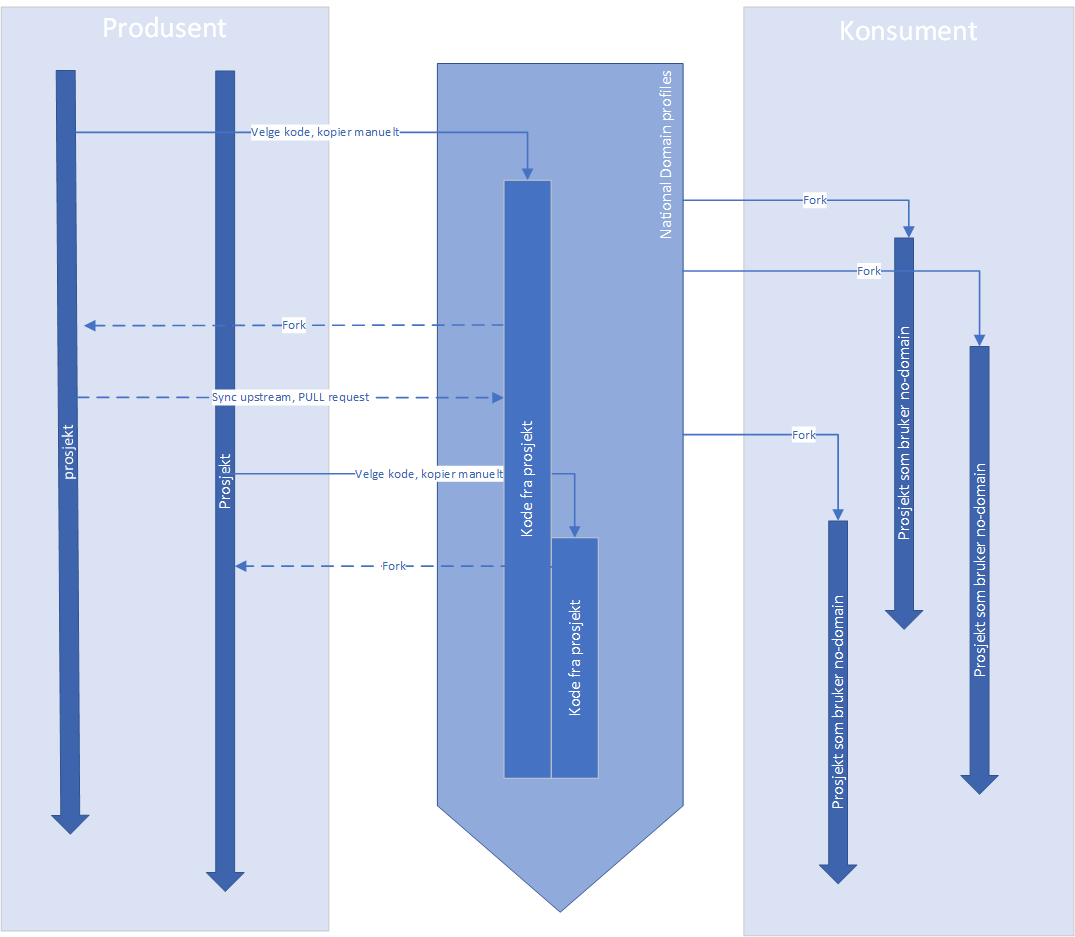 Produsent
Konsument
National Domain profiles
Velge kode, kopier manuelt
Fork
Fork
Fork
Sync upstream, PULL request
Fork
prosjekt
Prosjekt
Velge kode, kopier manuelt
Kode fra prosjekt
Fork
Kode fra prosjekt
Prosjekt som bruker no-domain
Prosjekt som bruker no-domain
Prosjekt som bruker no-domain